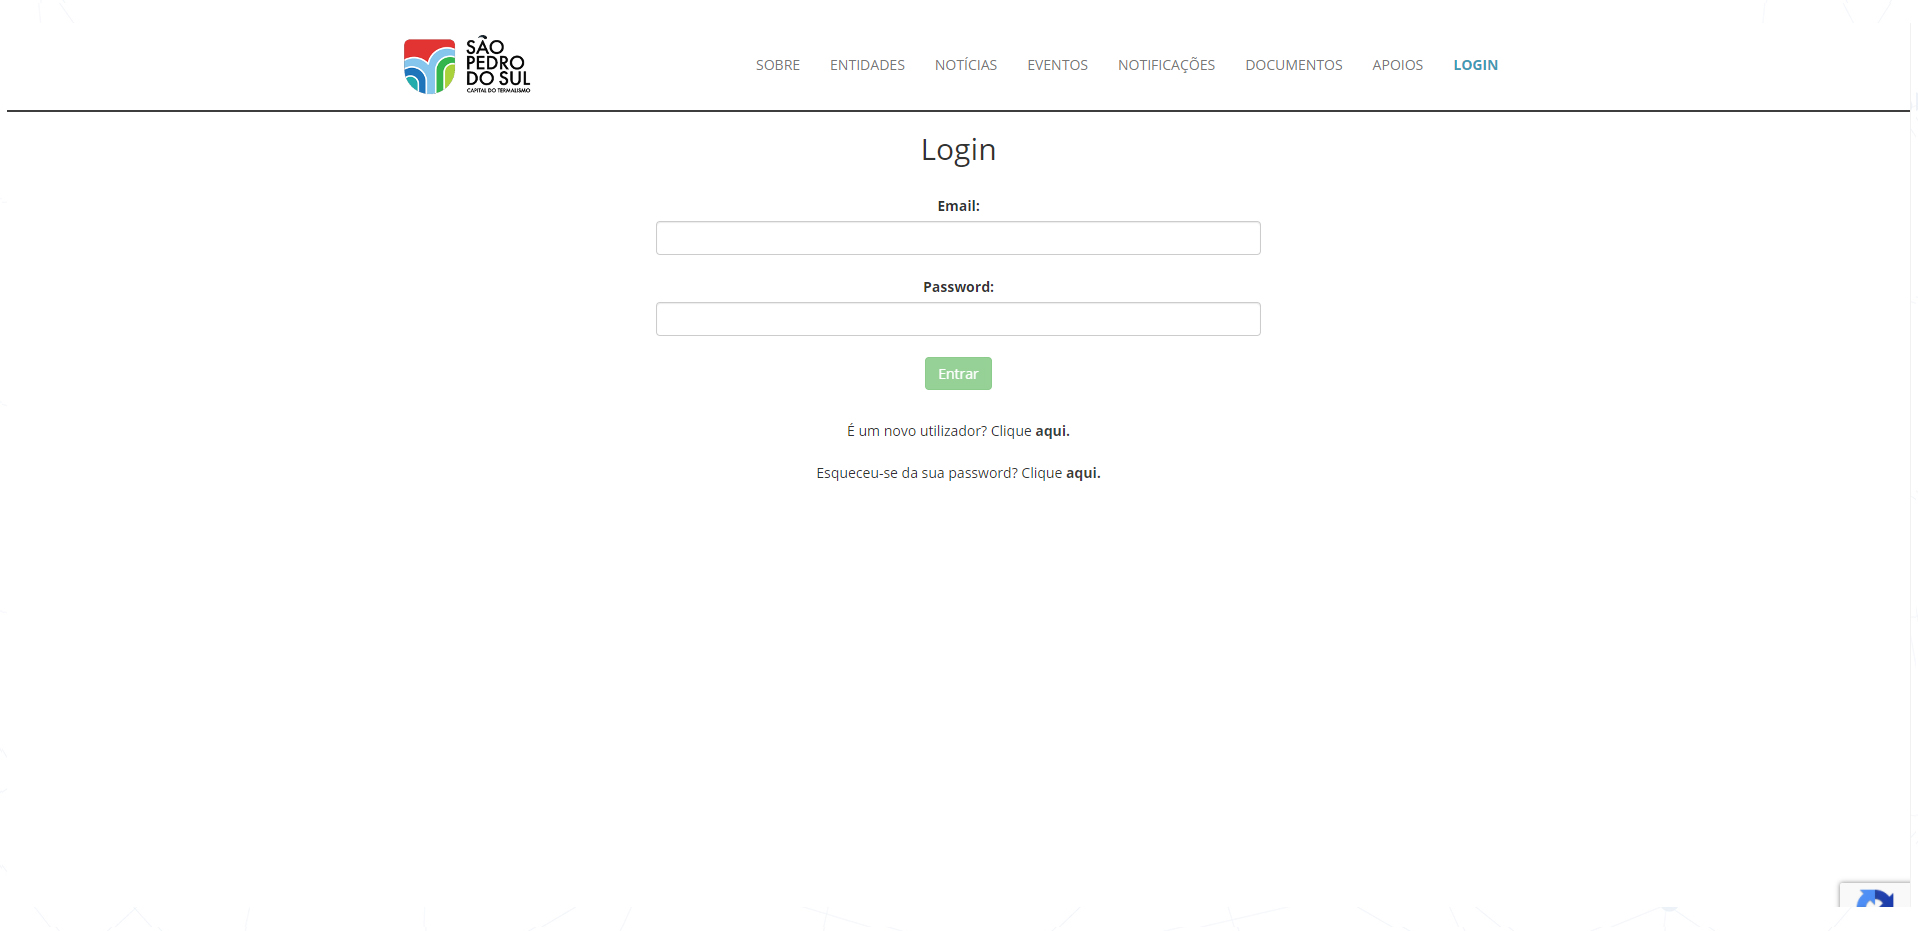 SÃO
PEDRO
DO SUL
CAPITAL DO TERMALISMO
SOBRE ENTIDADES NOTÍCIAS EVENTOS NOTIFICAÇÕES DOCUMENTOS APOIOS LOGIN
Login
Email:
Password:
Entrar
É um novo utilizador? Clique aqui.
Esqueceu-se da sua password? Clique aqui.